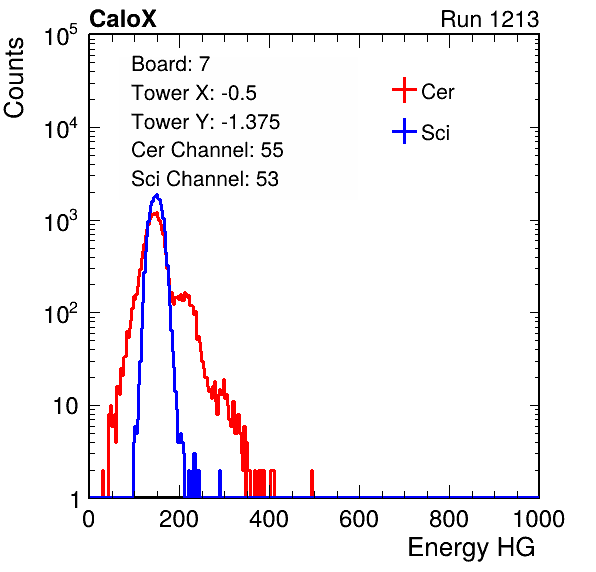 CaloX Run 1213
Counts
Board: 7
Tower X: -0.5
Tower Y: -1.375
Cer Channel: 55
Sci Channel: 53
Cer
Sci
10^5
10^4
10^3
10^2
10
1
0 200 400 600 800 1000
Energy HG